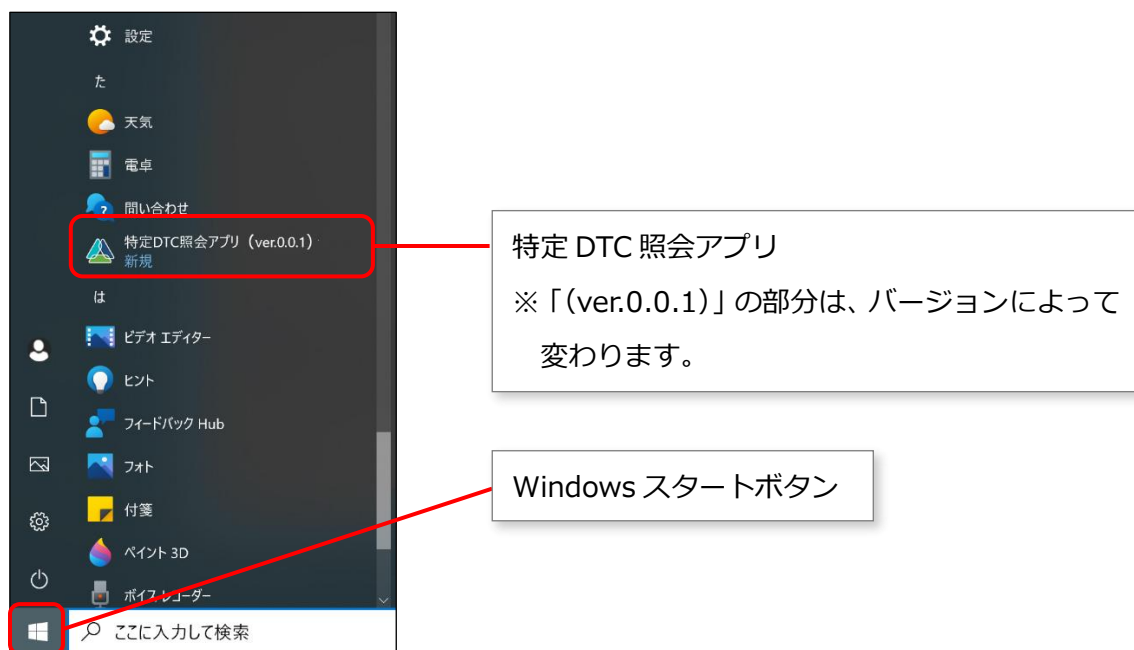 設定
た
天気
電卓
問い合わせ
特定DTC照会アプリ（ver.0.0.1）
新規
は
ビデオ エディター
ヒント
フィードバック Hub
フォト
付箋
ペイント 3D
ボイス レコーダー
ここに入力して検索
特定 DTC 照会アプリ
※「（ver.0.0.1）」の部分は、バージョンによって
変わります。
Windows スタートボタン